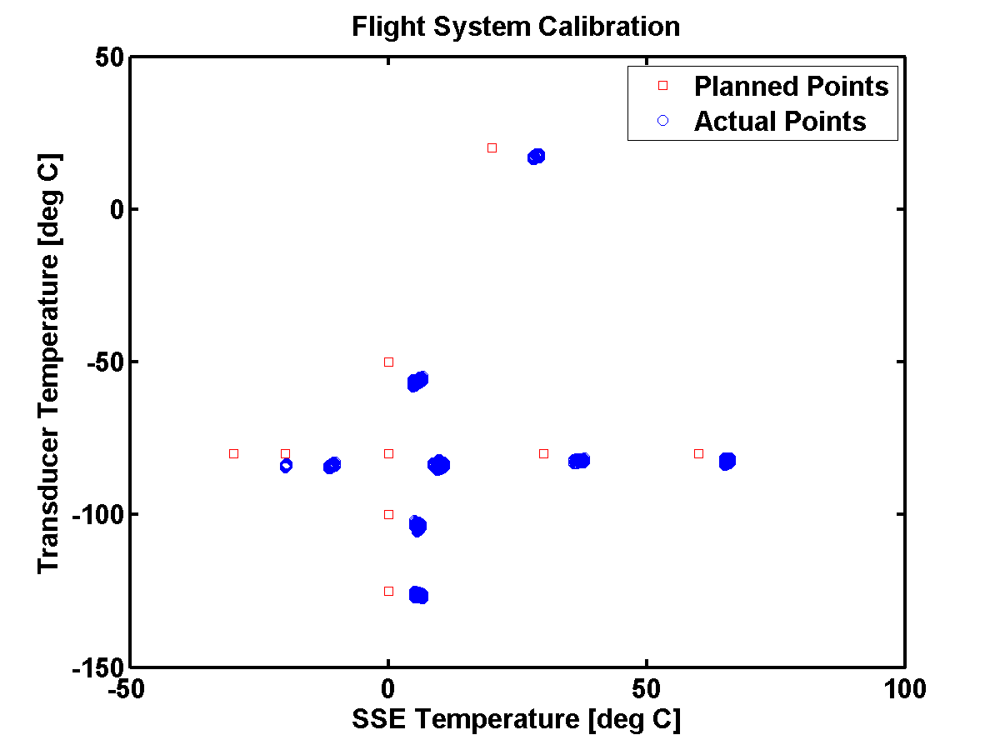 Flight System Calibration
Planned Points
Actual Points
50
0
-50
-100
-150
Transducer Temperature [deg C]
-50
0
50
100
SSE Temperature [deg C]